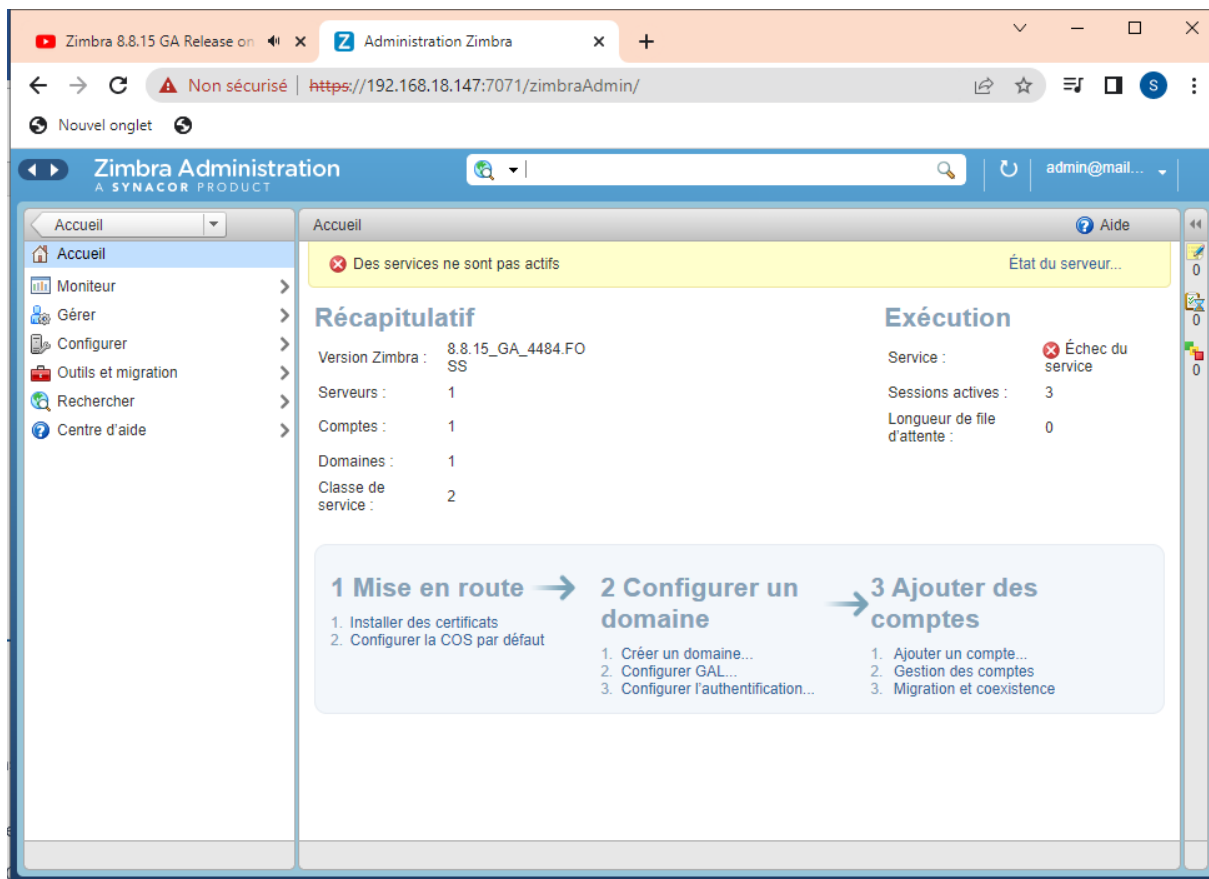 Zimbra 8.8.15 GA Release on
Administration Zimbra
Non sécurisé
https://192.168.18.147:7071/zimbraAdmin/
S
Nouvel onglet
Zimbra Administration
A SYNACOR PRODUCT
admin@mail...
Accueil
Accueil
Aide
Accueil
Moniteur
Gérer
Configurer
Outils et migration
Rechercher
Centre d'aide
Des services ne sont pas actifs
État du serveur...
Récapitulatif
Version Zimbra :
8.8.15_GA_4484.FO
SS
Serveurs :
1
Comptes :
1
Domaines :
1
Classe de
service :
2
Exécution
Service :
Échec du
service
Sessions actives :
3
Longueur de file
d'attente :
0
0
0
0
1 Mise en route
1. Installer des certificats
2. Configurer la COS par défaut
2 Configurer un
domaine
1. Créer un domaine...
2. Configurer GAL...
3. Configurer l'authentification...
3 Ajouter des
comptes
1. Ajouter un compte...
2. Gestion des comptes
3. Migration et coexistence